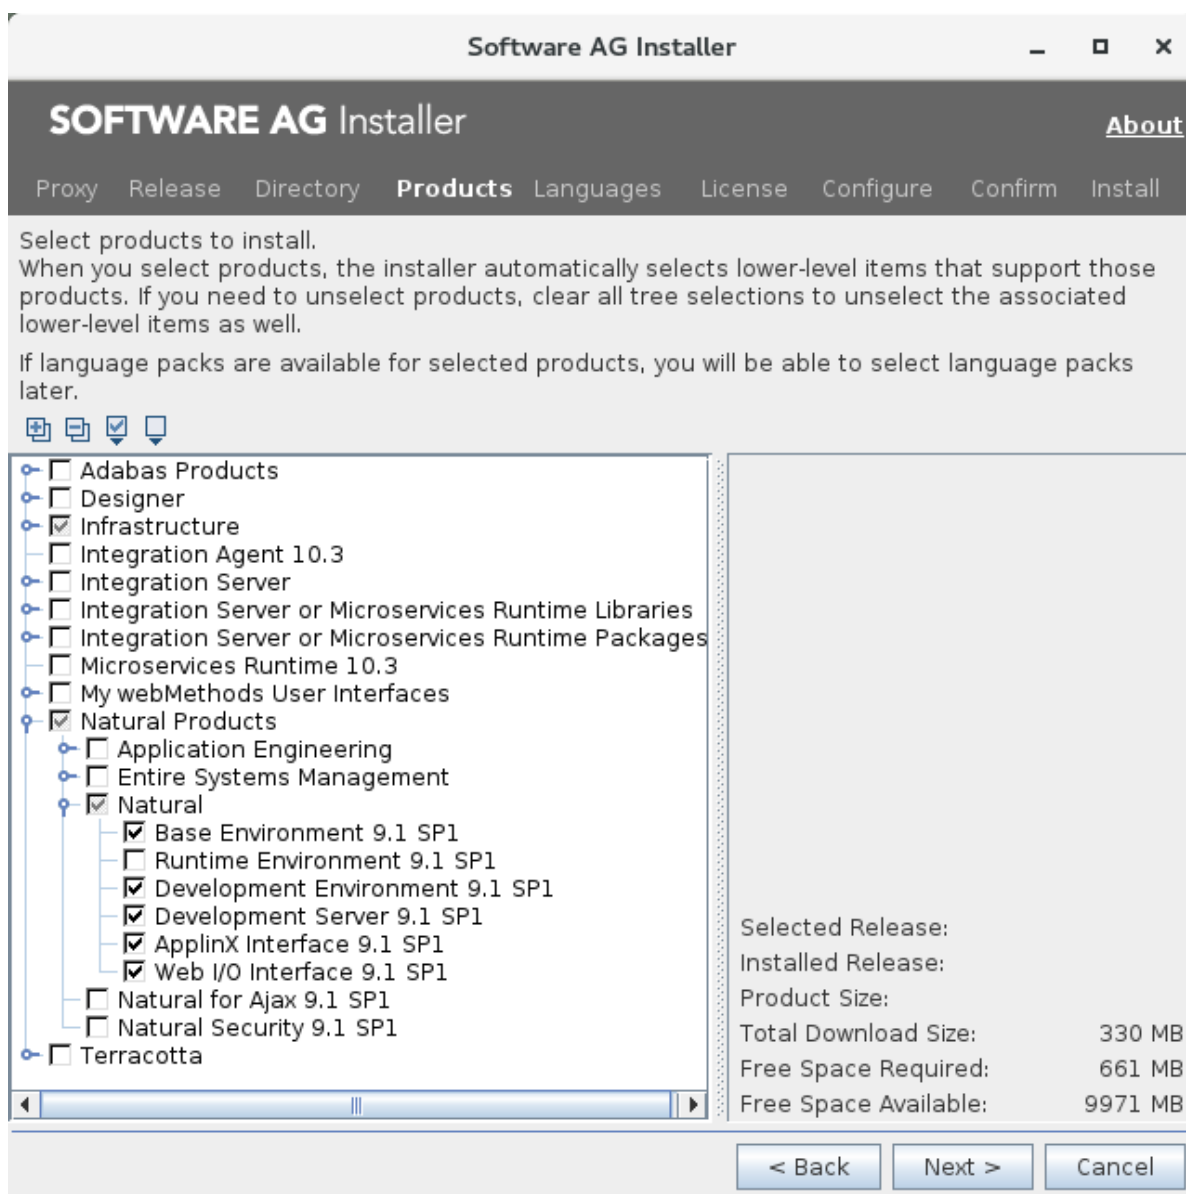 Software AG Installer
SOFTWARE AG Installer
About
Proxy Release Directory Products Languages License Configure Confirm Install
Select products to install.
When you select products, the installer automatically selects lower-level items that support those
products. If you need to unselect products, clear all tree selections to unselect the associated
lower-level items as well.
If language packs are available for selected products, you will be able to select language packs
later.
Adabas Products
Designer
Infrastructure
Integration Agent 10.3
Integration Server
Integration Server or Microservices Runtime Libraries
Integration Server or Microservices Runtime Packages
Microservices Runtime 10.3
My webMethods User Interfaces
Natural Products
Application Engineering
Entire Systems Management
Natural
Base Environment 9.1 SP1
Runtime Environment 9.1 SP1
Development Environment 9.1 SP1
Development Server 9.1 SP1
ApplinX Interface 9.1 SP1
Web I/O Interface 9.1 SP1
Natural for Ajax 9.1 SP1
Natural Security 9.1 SP1
Terracotta
Selected Release:
Installed Release:
Product Size:
Total Download Size: 330 MB
Free Space Required: 661 MB
Free Space Available: 9971 MB
< Back Next > Cancel